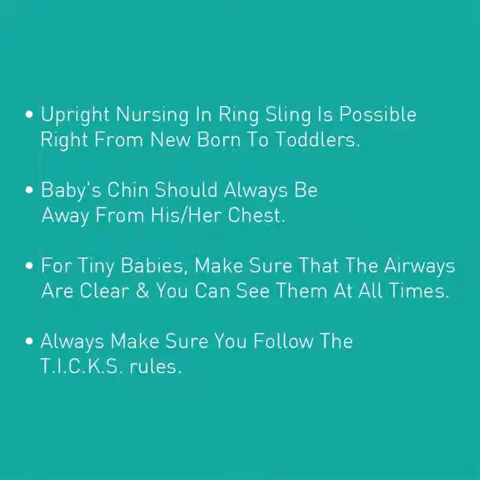 • Upright Nursing In Ring Sling Is Possible
Right From New Born To Toddlers.
• Baby's Chin Should Always Be
Away From His/Her Chest.
• For Tiny Babies, Make Sure That The Airways
Are Clear & You Can See Them At All Times.
• Always Make Sure You Follow The
T.I.C.K.S. rules.